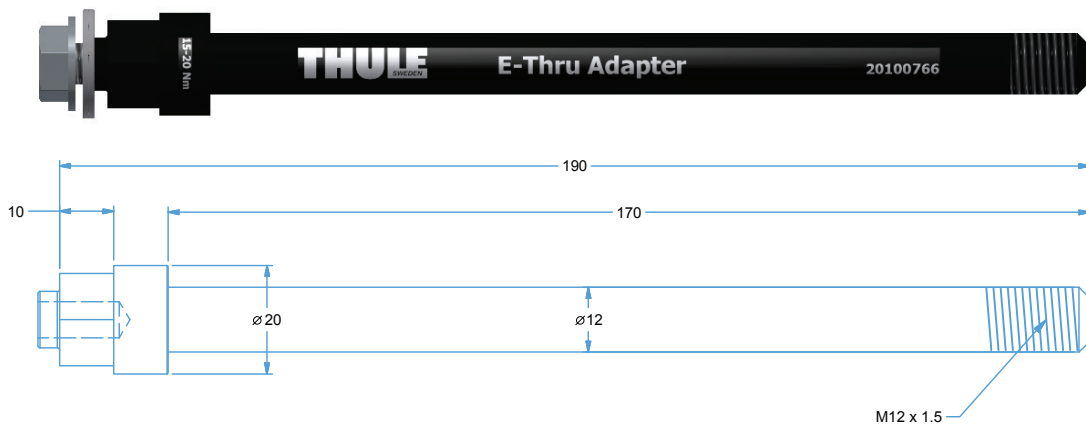 15-20 Nm
THULE
SWEDEN
E-Thru Adapter
20100766
190
10
170
⌀20
⌀12
M12 x 1.5